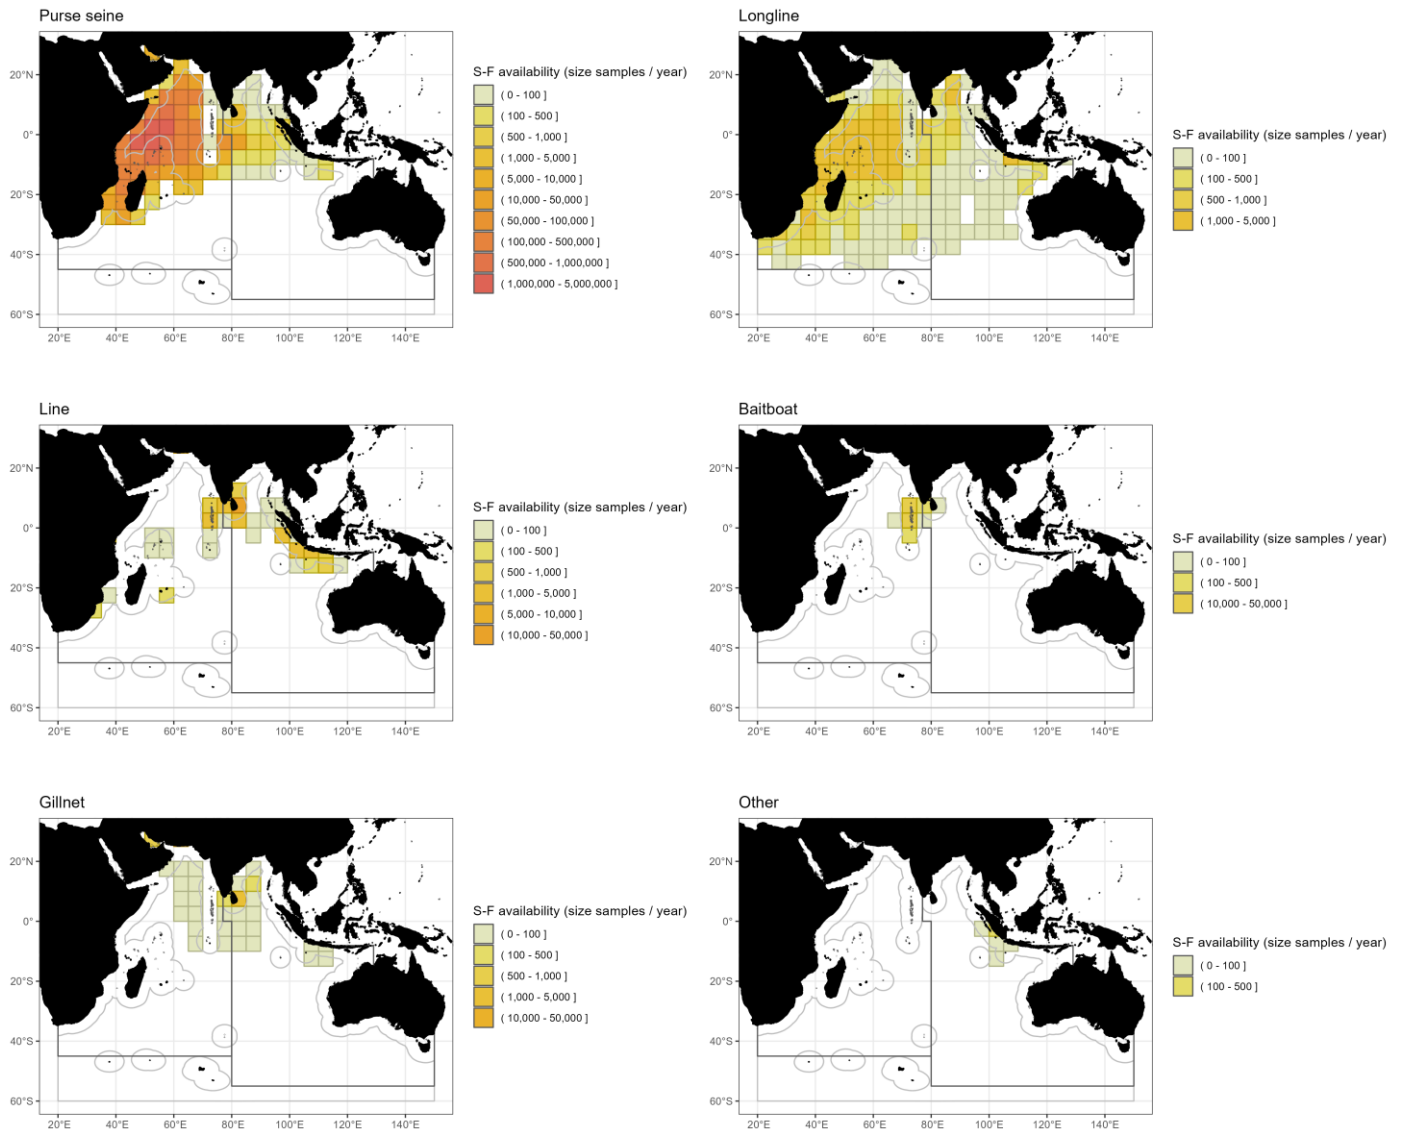 Purse seine
20°N
0°
20°S
40°S
60°S
20°E 40°E 60°E 80°E 100°E 120°E 140°E
S-F availability (size samples / year)
( 0 - 100 ]
( 100 - 500 ]
( 500 - 1,000 ]
( 1,000 - 5,000 ]
( 5,000 - 10,000 ]
( 10,000 - 50,000 ]
( 50,000 - 100,000 ]
( 100,000 - 500,000 ]
( 500,000 - 1,000,000 ]
( 1,000,000 - 5,000,000 ]
Longline
20°N
0°
20°S
40°S
60°S
20°E 40°E 60°E 80°E 100°E 120°E 140°E
S-F availability (size samples / year)
( 0 - 100 ]
( 100 - 500 ]
( 500 - 1,000 ]
( 1,000 - 5,000 ]
Line
20°N
0°
20°S
40°S
60°S
20°E 40°E 60°E 80°E 100°E 120°E 140°E
S-F availability (size samples / year)
( 0 - 100 ]
( 100 - 500 ]
( 500 - 1,000 ]
( 1,000 - 5,000 ]
( 5,000 - 10,000 ]
( 10,000 - 50,000 ]
Baitboat
20°N
0°
20°S
40°S
60°S
20°E 40°E 60°E 80°E 100°E 120°E 140°E
S-F availability (size samples / year)
( 0 - 100 ]
( 100 - 500 ]
( 10,000 - 50,000 ]
Gillnet
20°N
0°
20°S
40°S
60°S
20°E 40°E 60°E 80°E 100°E 120°E 140°E
S-F availability (size samples / year)
( 0 - 100 ]
( 100 - 500 ]
( 500 - 1,000 ]
( 1,000 - 5,000 ]
( 10,000 - 50,000 ]
Other
20°N
0°
20°S
40°S
60°S
20°E 40°E 60°E 80°E 100°E 120°E 140°E
S-F availability (size samples / year)
( 0 - 100 ]
( 100 - 500 ]